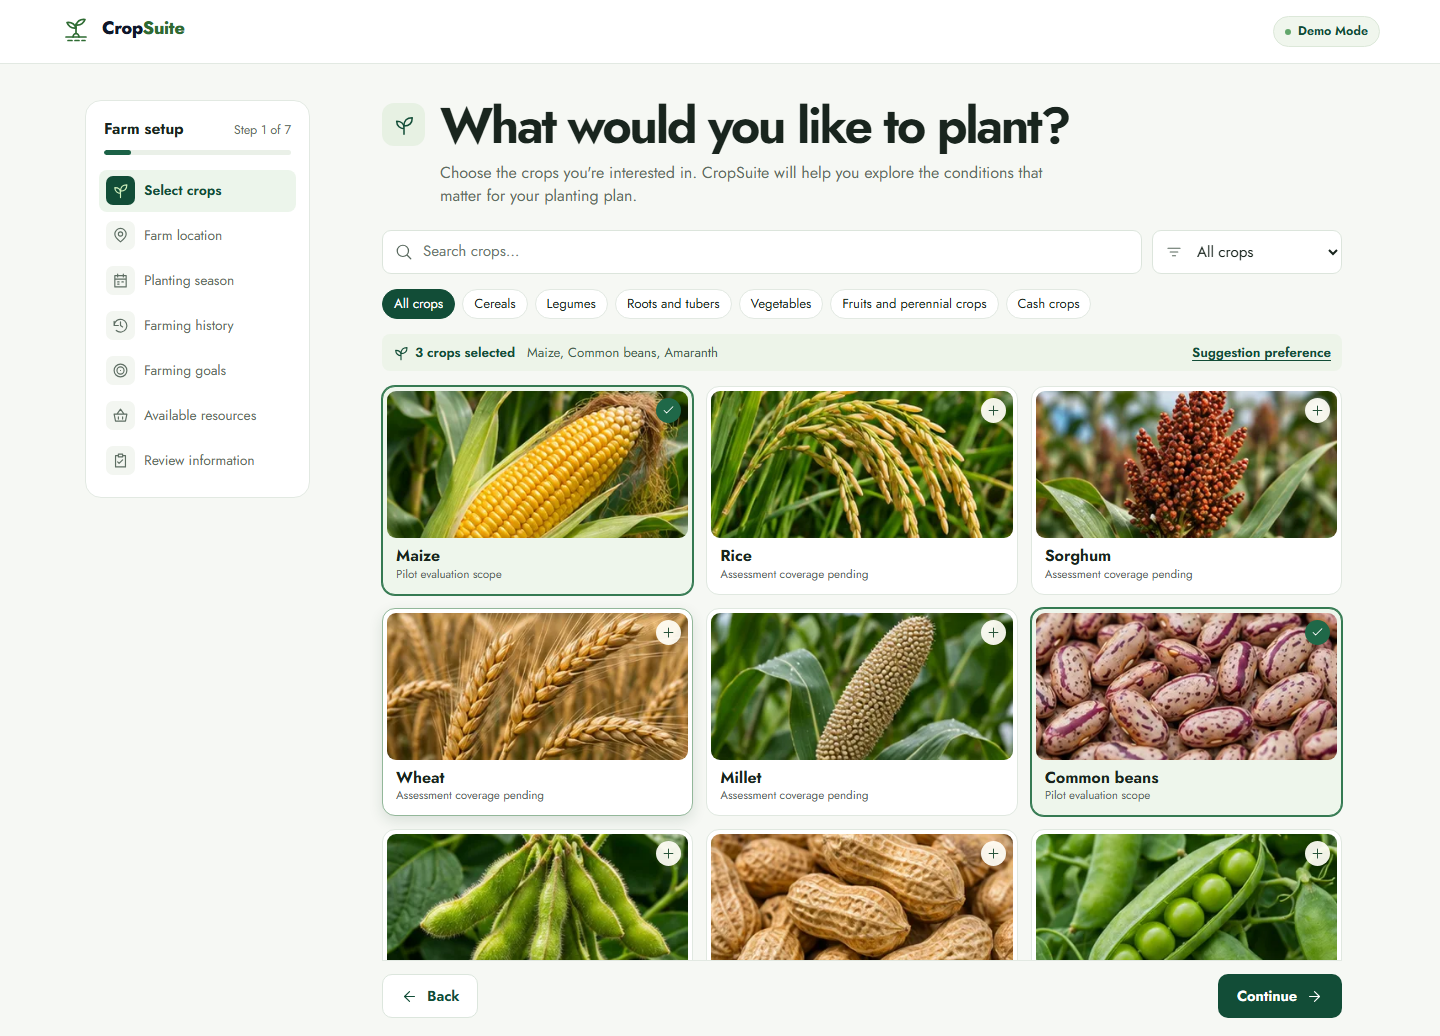 CropSuite
Demo Mode
Farm setup
Step 1 of 7
Select crops
Farm location
Planting season
Farming history
Farming goals
Available resources
Review information
What would you like to plant?
Choose the crops you're interested in. CropSuite will help you explore the conditions that
matter for your planting plan.
Search crops...
All crops
All crops
Cereals
Legumes
Roots and tubers
Vegetables
Fruits and perennial crops
Cash crops
3 crops selected
Maize, Common beans, Amaranth
Suggestion preference
Maize
Pilot evaluation scope
Rice
Assessment coverage pending
Sorghum
Assessment coverage pending
Wheat
Assessment coverage pending
Millet
Assessment coverage pending
Common beans
Pilot evaluation scope
Back
Continue